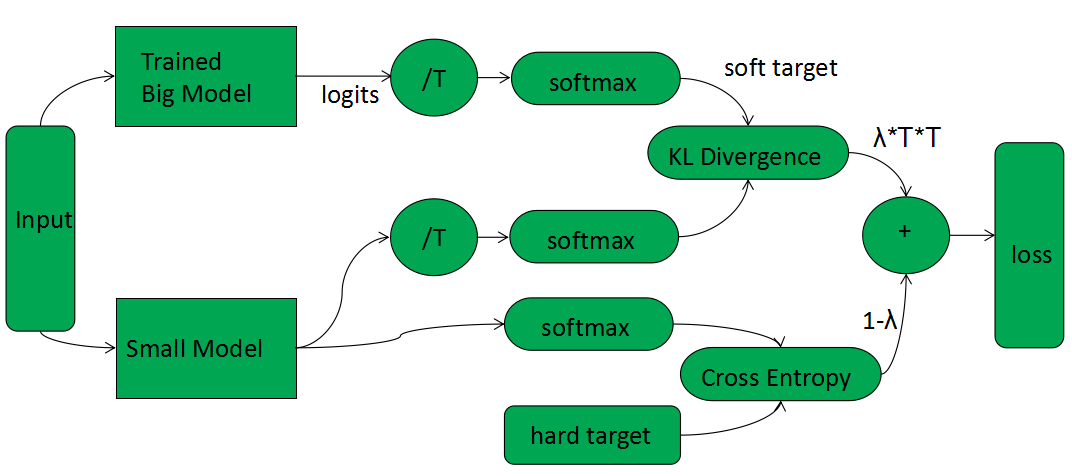 Trained
Big Model
logits
/T
softmax
soft target
KL Divergence
λ*T*T
Input
/T
softmax
+
loss
Small Model
softmax
1-λ
Cross Entropy
hard target